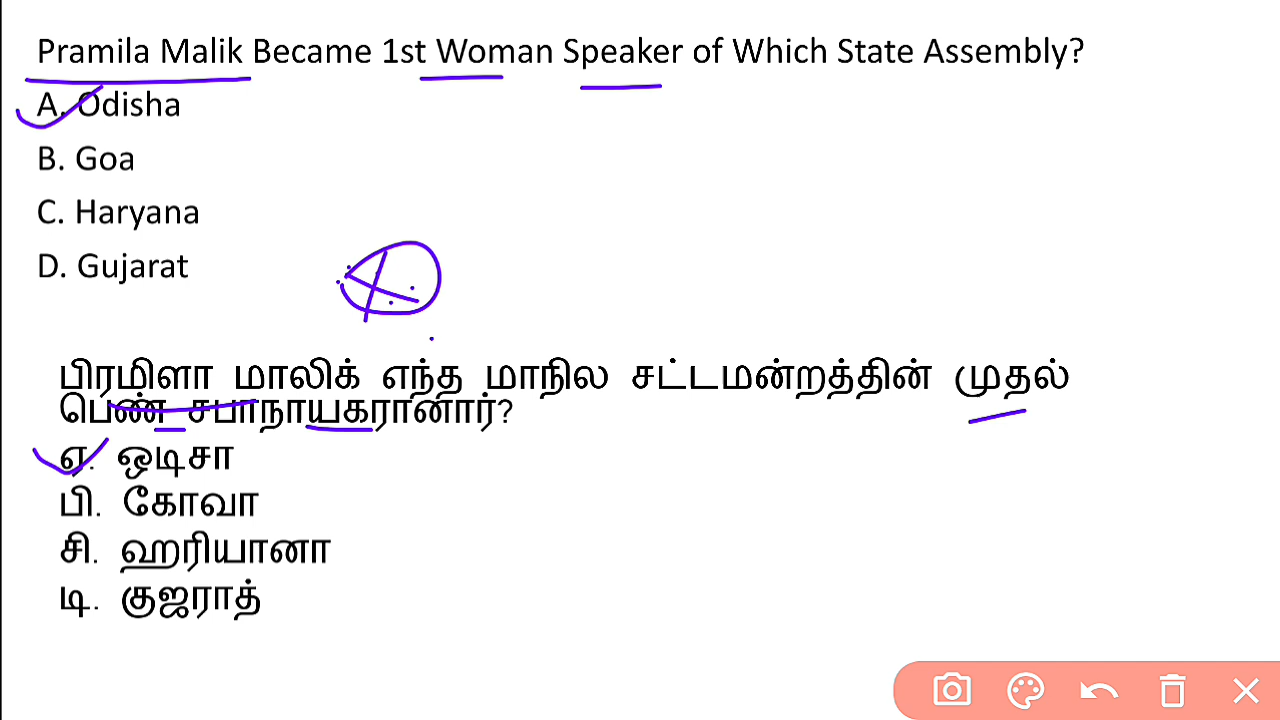 Pramila Malik Became 1st Woman Speaker of Which State Assembly?
A. Odisha
B. Goa
C. Haryana
D. Gujarat
பிரமிளா மாலிக் எந்த மாநில சட்டமன்றத்தின் முதல்
பெண் சபாநாயகரானார்?
ஏ. ஒடிசா
பி. கோவா
சி. ஹரியானா
டி. குஜராத்